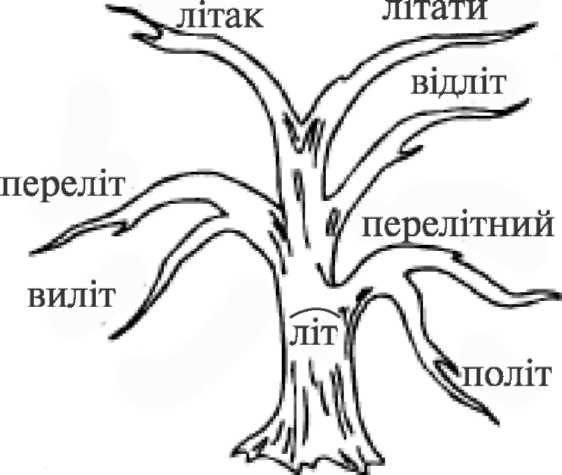 літак
літати
відліт
переліт
перелітний
виліт
літ
політ